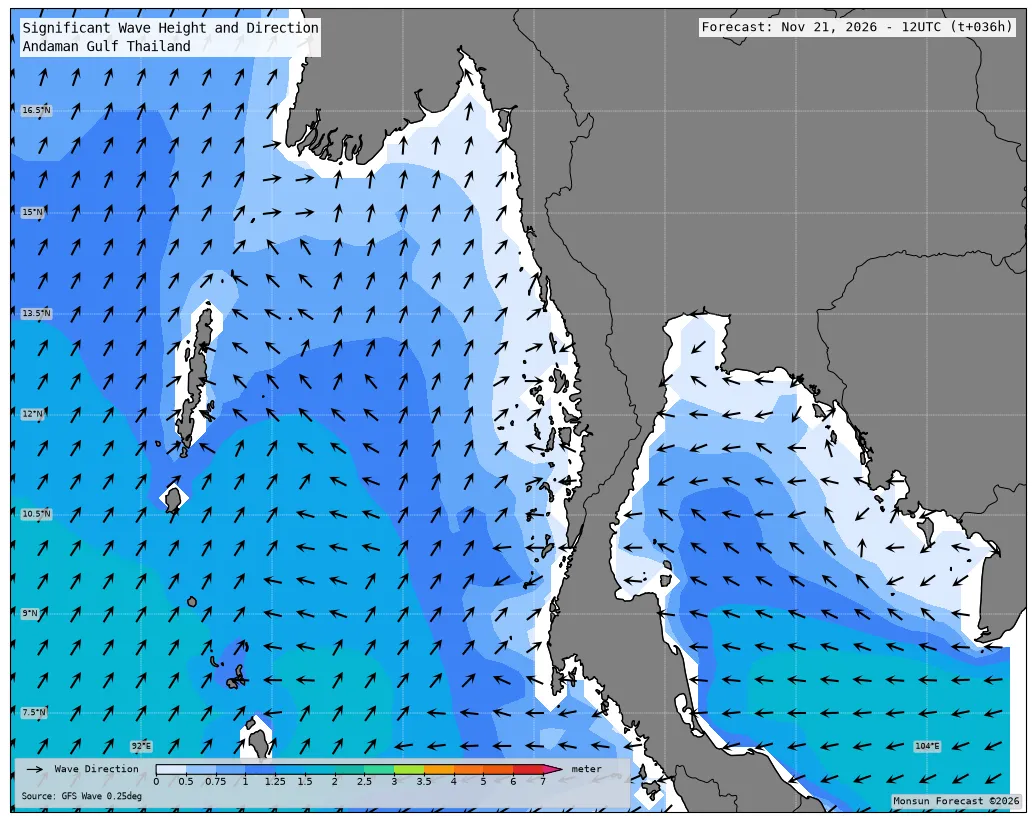 Significant Wave Height and Direction
Andaman Gulf Thailand
Forecast: Nov 21, 2026 - 12UTC (t+036h)
16.5°N
15°N
13.5°N
12°N
10.5°N
9°N
7.5°N
92°E
104°E
Wave Direction
0 0.5 0.75 1 1.25 1.5 2 2.5 3 3.5 4 5 6 7
meter
Source: GFS Wave 0.25deg
Monsun Forecast ©2026